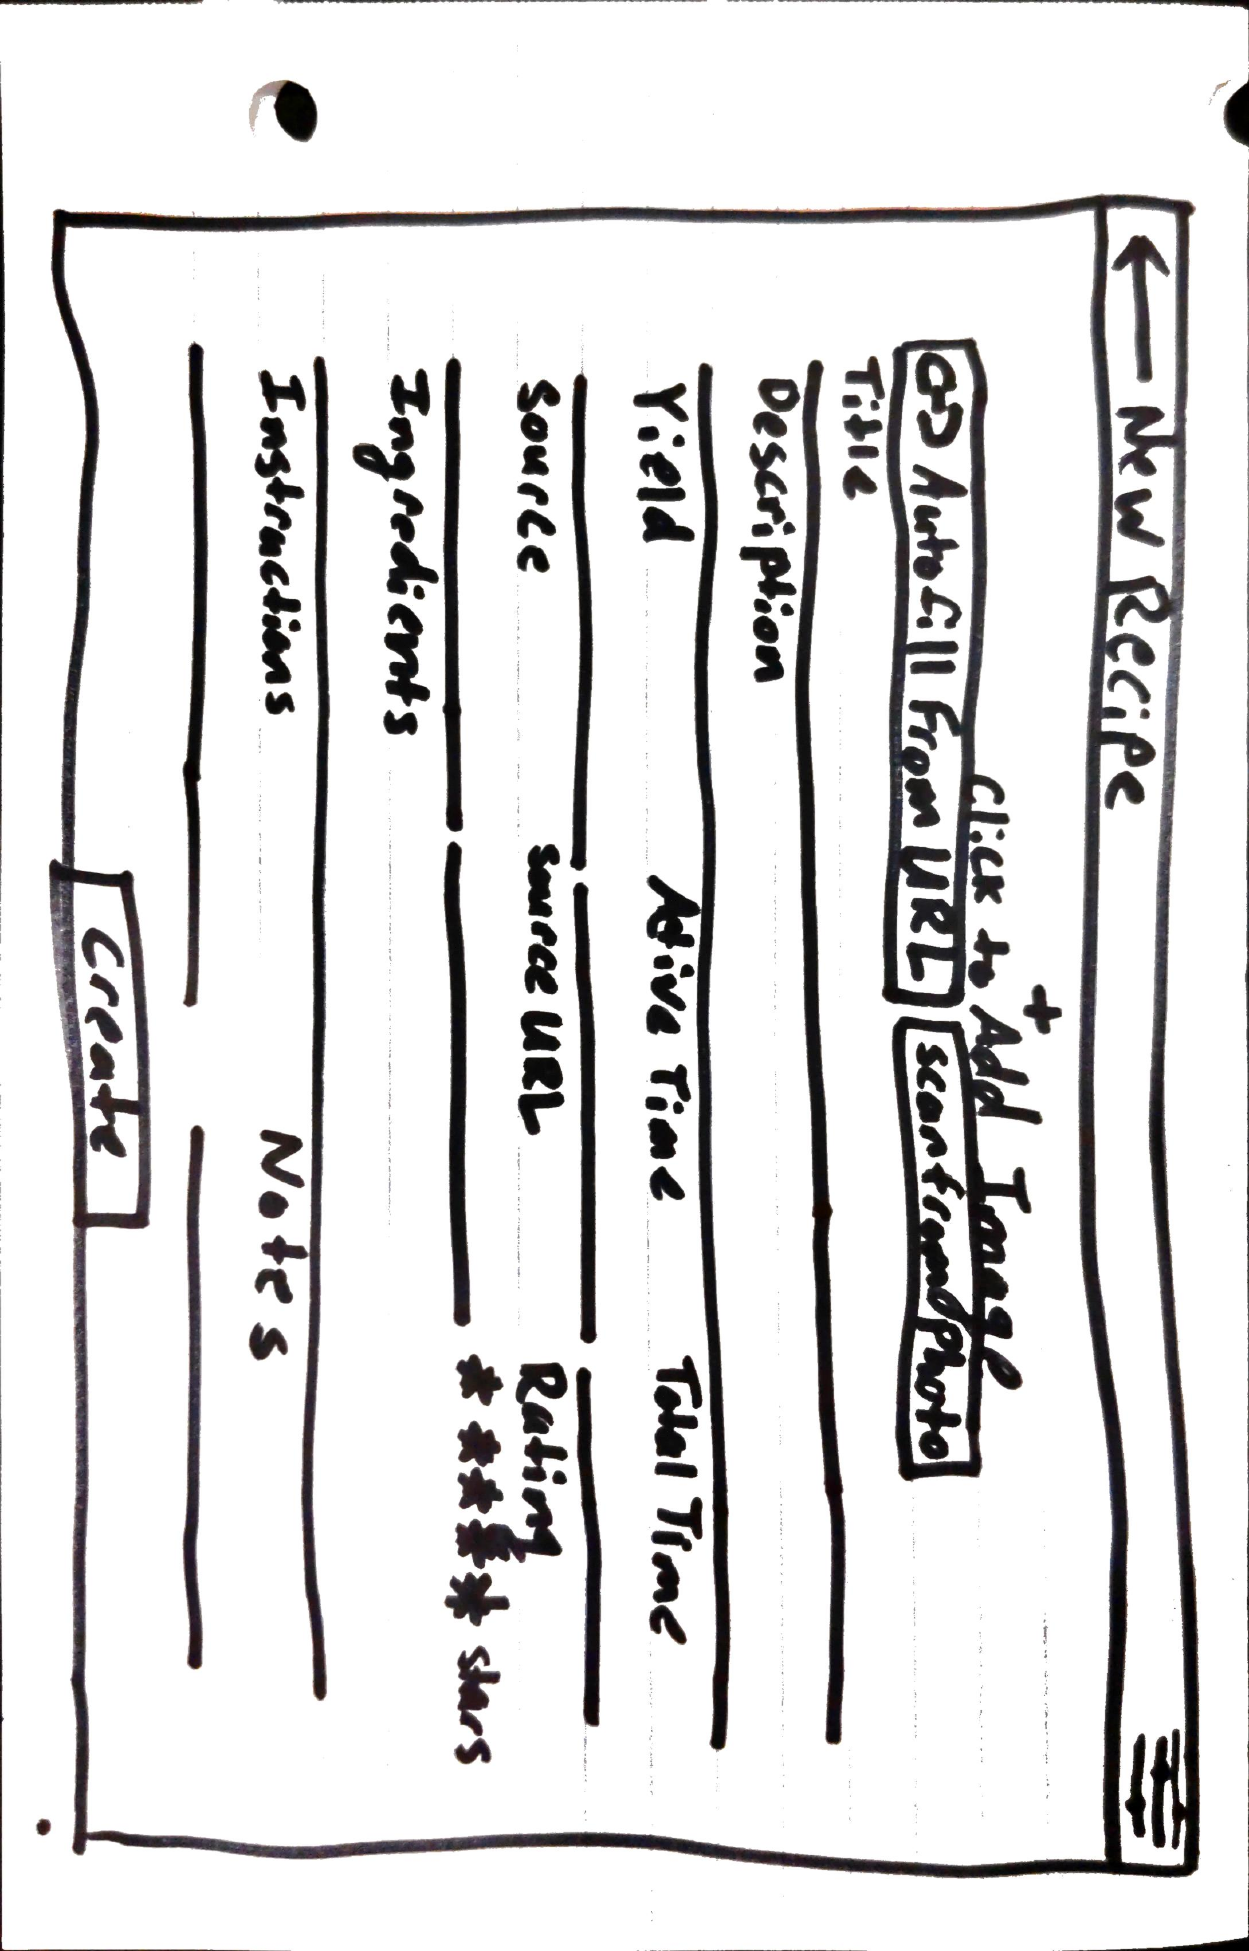 ← New Recipe
+
Click to Add Image
Autofill From URL scan from photo
Title
Description
Yield Active Time Total Time
Source Source URL Rating
* * * * * stars
Ingredients
Instructions Notes
Create